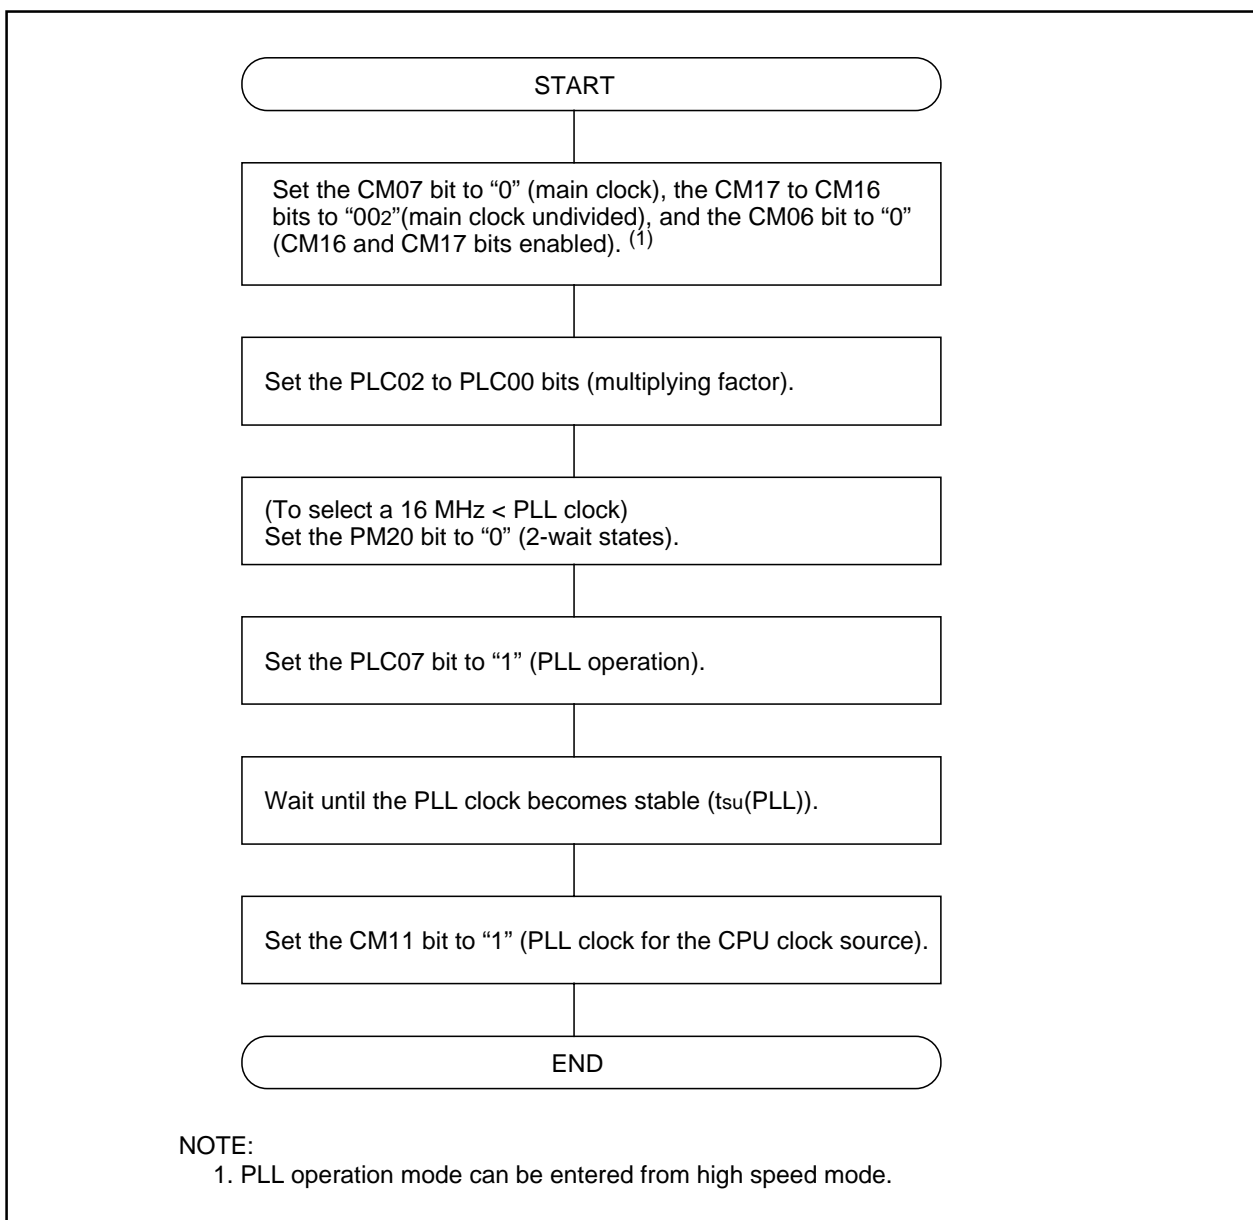 START
Set the CM07 bit to “0” (main clock), the CM17 to CM16
bits to “002”(main clock undivided), and the CM06 bit to “0”
(CM16 and CM17 bits enabled). (1)
Set the PLC02 to PLC00 bits (multiplying factor).
(To select a 16 MHz < PLL clock)
Set the PM20 bit to “0” (2-wait states).
Set the PLC07 bit to “1” (PLL operation).
Wait until the PLL clock becomes stable (tsu(PLL)).
Set the CM11 bit to “1” (PLL clock for the CPU clock source).
END
NOTE:
1. PLL operation mode can be entered from high speed mode.